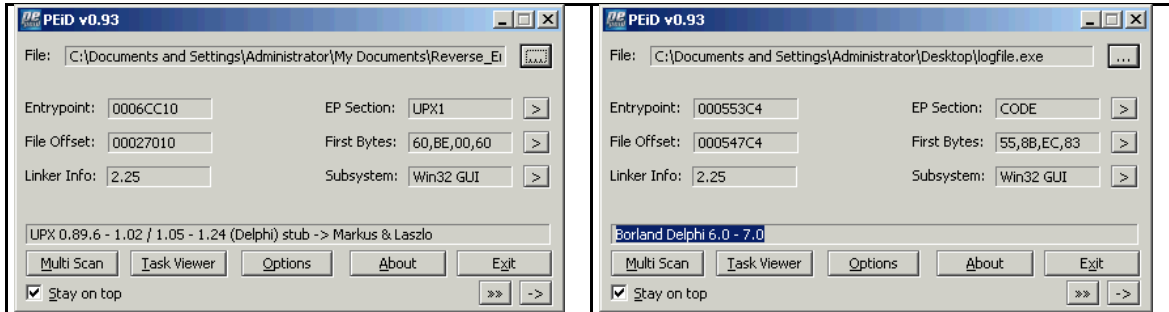 PEiD v0.93
File: C:\Documents and Settings\Administrator\My Documents\Reverse_Er ...
Entrypoint: 0006CC10 EP Section: UPX1 >
File Offset: 00027010 First Bytes: 60,BE,00,60 >
Linker Info: 2.25 Subsystem: Win32 GUI >
UPX 0.89.6 - 1.02 / 1.05 - 1.24 (Delphi) stub -> Markus & Laszlo
Multi Scan Task Viewer Options About Exit
Stay on top »» ->
PEiD v0.93
File: C:\Documents and Settings\Administrator\Desktop\logfile.exe ...
Entrypoint: 000553C4 EP Section: CODE >
File Offset: 000547C4 First Bytes: 55,8B,EC,83 >
Linker Info: 2.25 Subsystem: Win32 GUI >
Borland Delphi 6.0 - 7.0
Multi Scan Task Viewer Options About Exit
Stay on top »» ->